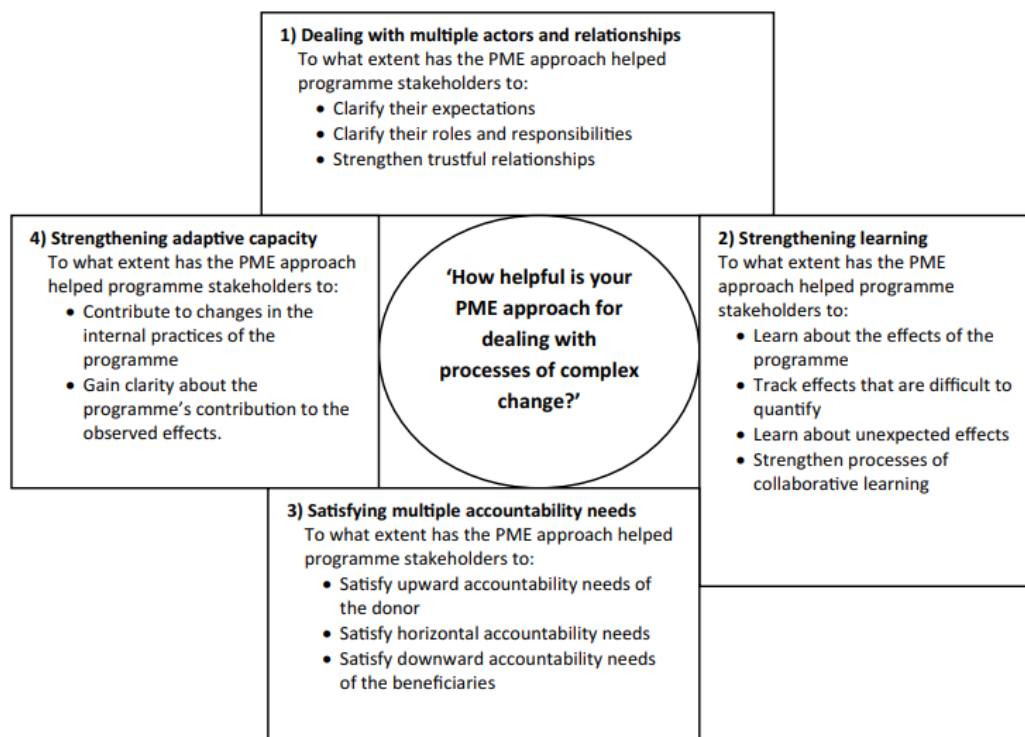 1) Dealing with multiple actors and relationships
To what extent has the PME approach helped
programme stakeholders to:
• Clarify their expectations
• Clarify their roles and responsibilities
• Strengthen trustful relationships
4) Strengthening adaptive capacity
To what extent has the PME approach
helped programme stakeholders to:
• Contribute to changes in the
internal practices of the
programme
• Gain clarity about the
programme's contribution to the
observed effects.
‘How helpful is your
PME approach for
dealing with
processes of complex
change?’
2) Strengthening learning
To what extent has the PME
approach helped programme
stakeholders to:
• Learn about the effects of the
programme
• Track effects that are difficult to
quantify
• Learn about unexpected effects
• Strengthen processes of
collaborative learning
3) Satisfying multiple accountability needs
To what extent has the PME approach helped
programme stakeholders to:
• Satisfy upward accountability needs of
the donor
• Satisfy horizontal accountability needs
• Satisfy downward accountability needs
of the beneficiaries